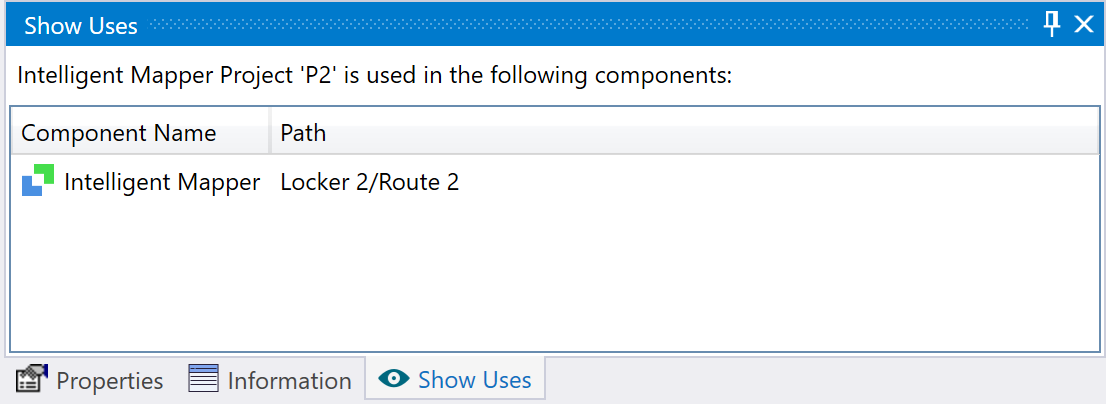 Show Uses
Intelligent Mapper Project 'P2' is used in the following components:
Component Name Path
Intelligent Mapper Locker 2/Route 2
Properties Information Show Uses